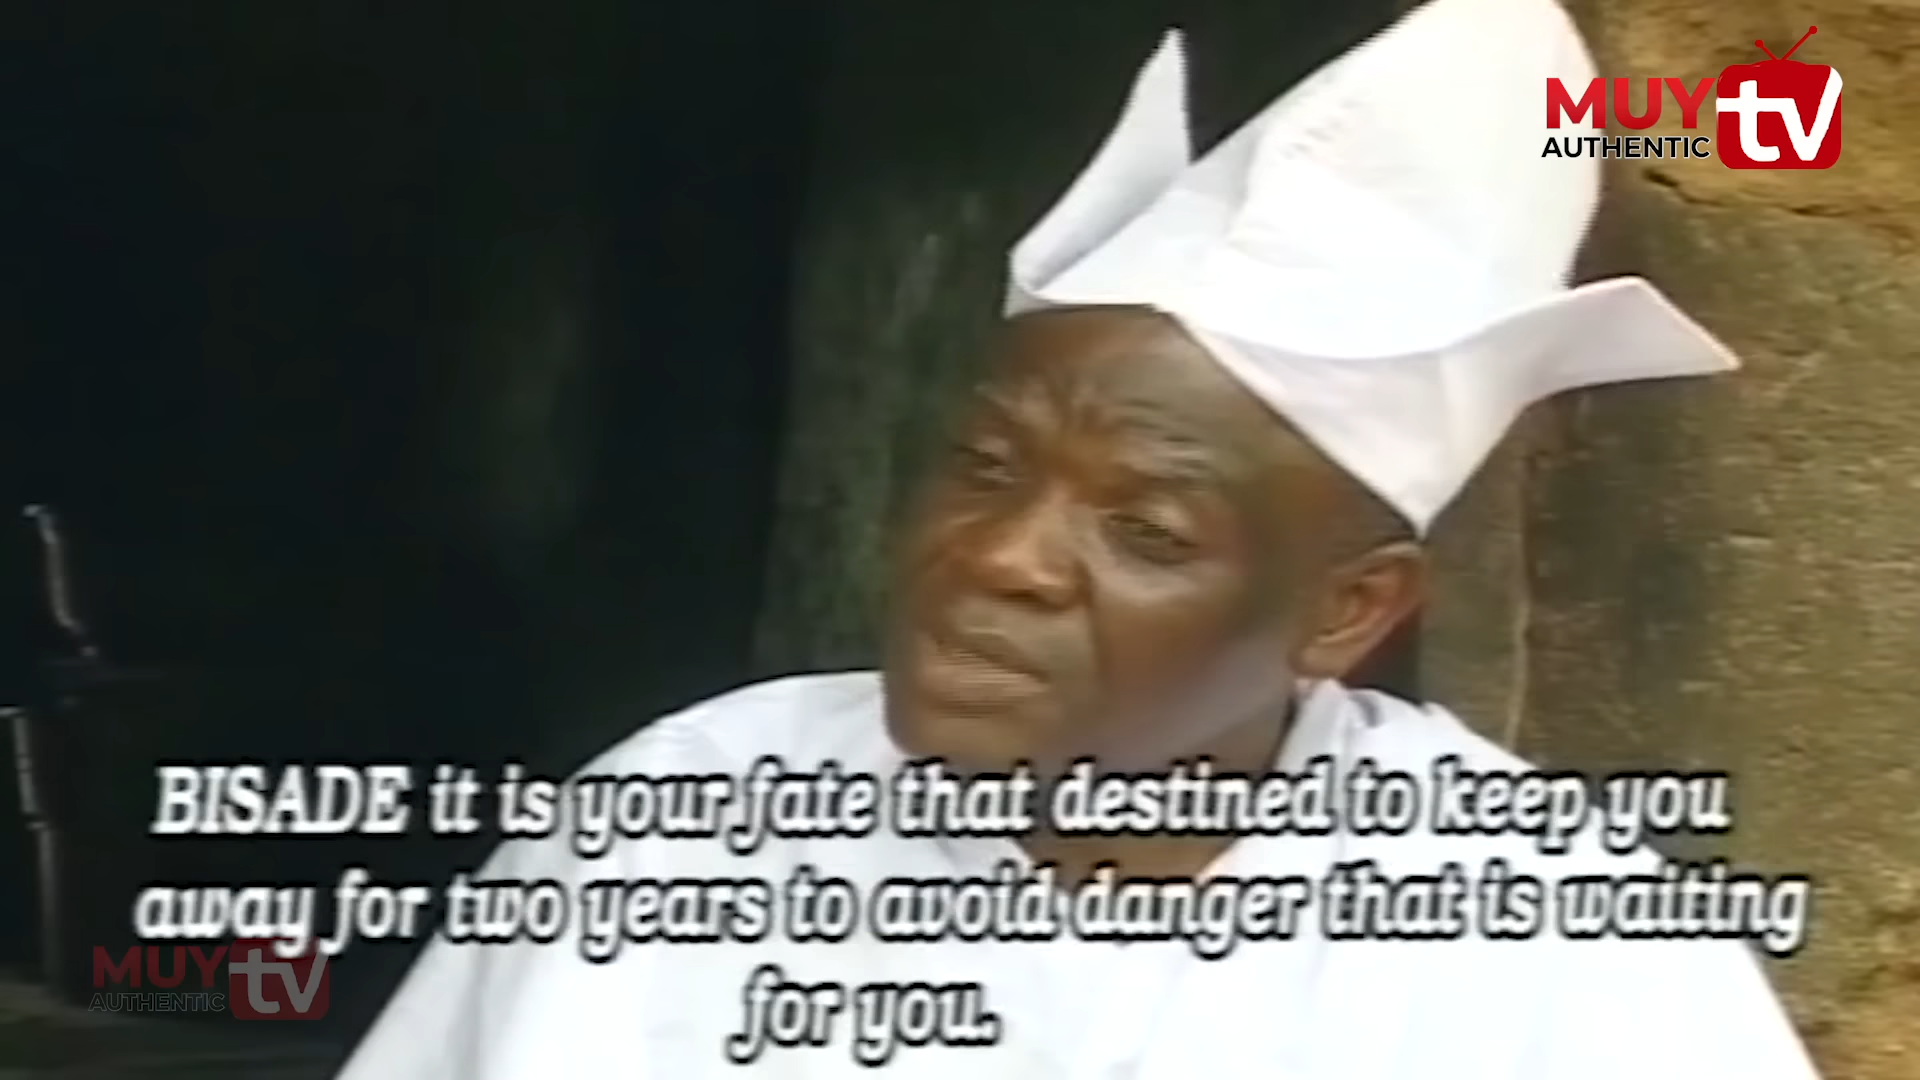 MUY tv
AUTHENTIC
BISADE it is your fate that destined to keep you
away for two years to avoid danger that is waiting
for you.
MUY tv
AUTHENTIC